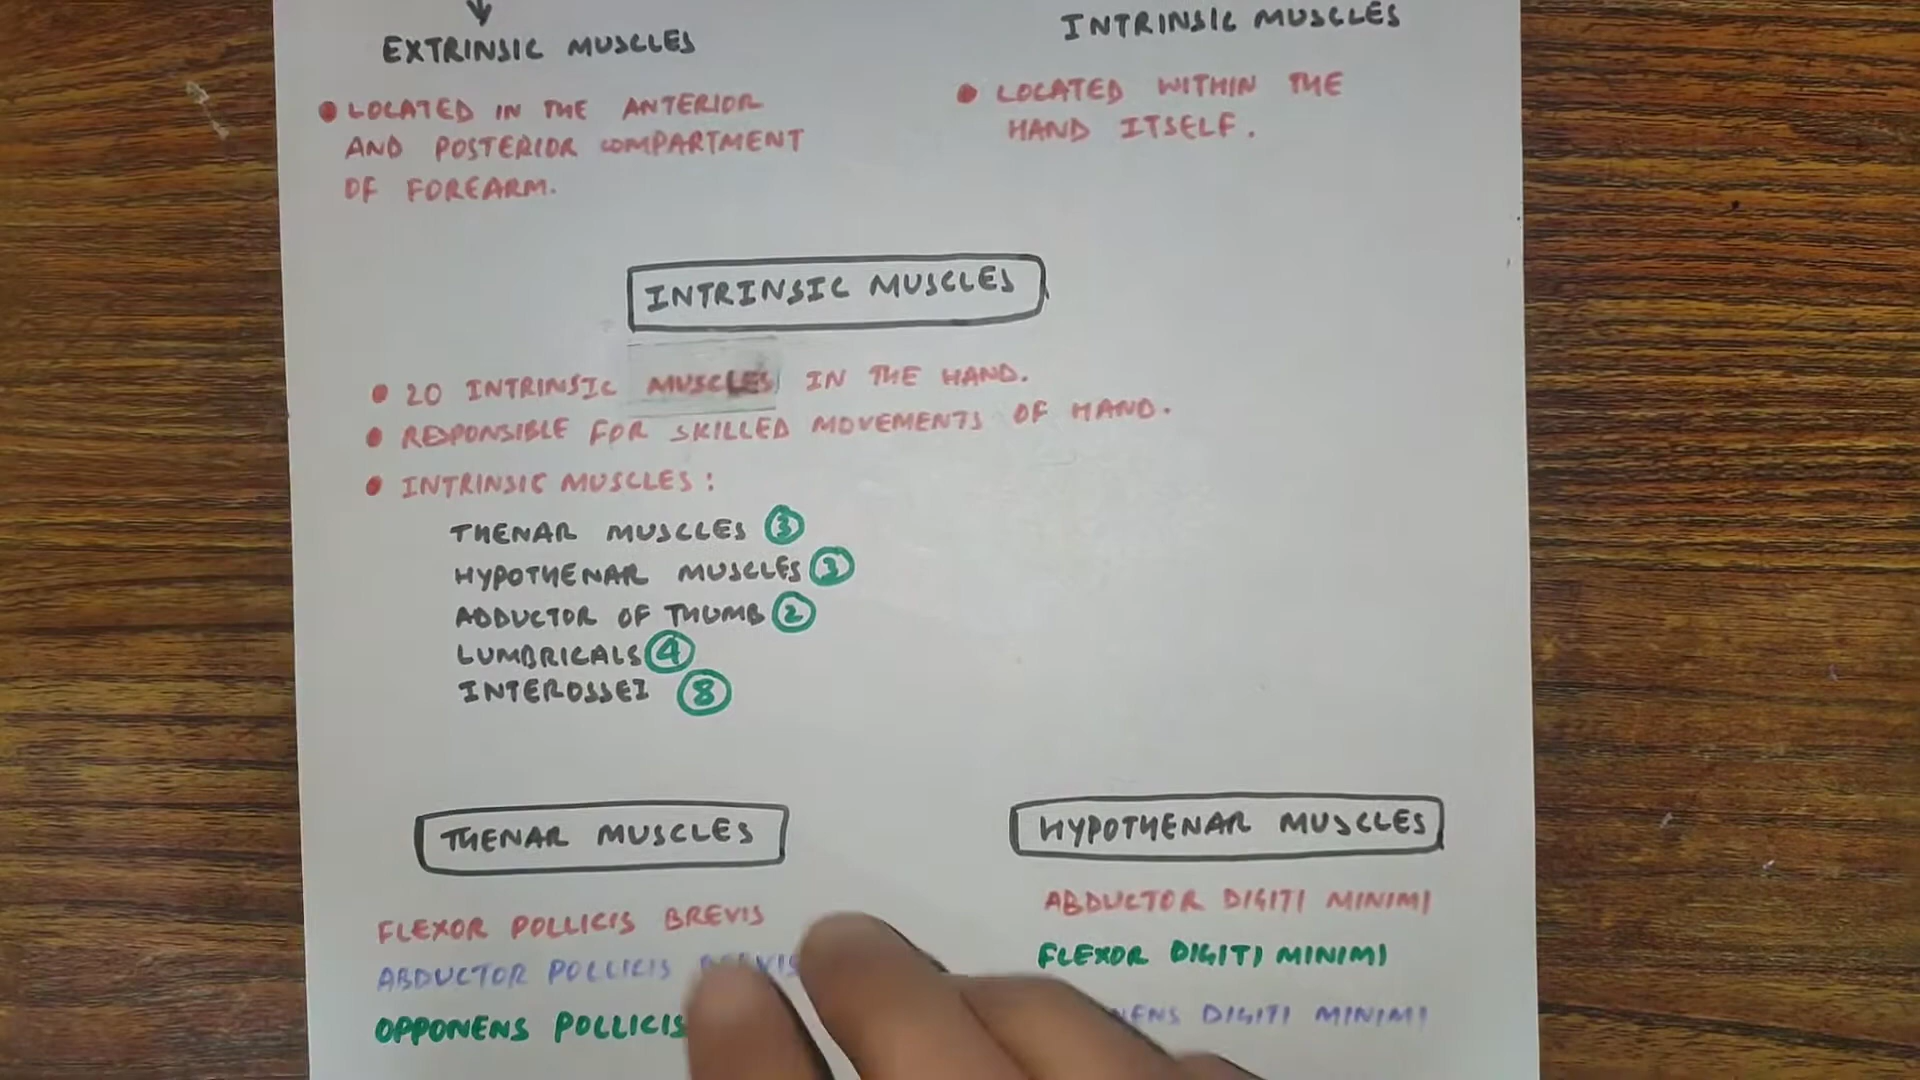 EXTRINSIC MUSCLES
INTRINSIC MUSCLES
LOCATED IN THE ANTERIOR
AND POSTERIOR COMPARTMENT
OF FOREARM.
LOCATED WITHIN THE
HAND ITSELF.
INTRINSIC MUSCLES
20 INTRINSIC MUSCLES IN THE HAND.
RESPONSIBLE FOR SKILLED MOVEMENTS OF HAND.
INTRINSIC MUSCLES:
THENAR MUSCLES 3
HYPOTHENAR MUSCLES 3
ADDUCTOR OF THUMB 2
LUMBRICALS 4
INTEROSSEI 8
THENAR MUSCLES
FLEXOR POLLICIS BREVIS
ABDUCTOR POLLICIS BREVIS
OPPONENS POLLICIS
HYPOTHENAR MUSCLES
ABDUCTOR DIGITI MINIMI
FLEXOR DIGITI MINIMI
DIGITI MINIMI